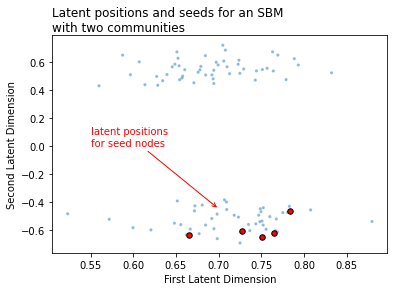 Latent positions and seeds for an SBM
with two communities
Second Latent Dimension
0.6
0.4
0.2
0.0
−0.2
−0.4
−0.6
latent positions
for seed nodes
0.55
0.60
0.65
0.70
0.75
0.80
0.85
First Latent Dimension